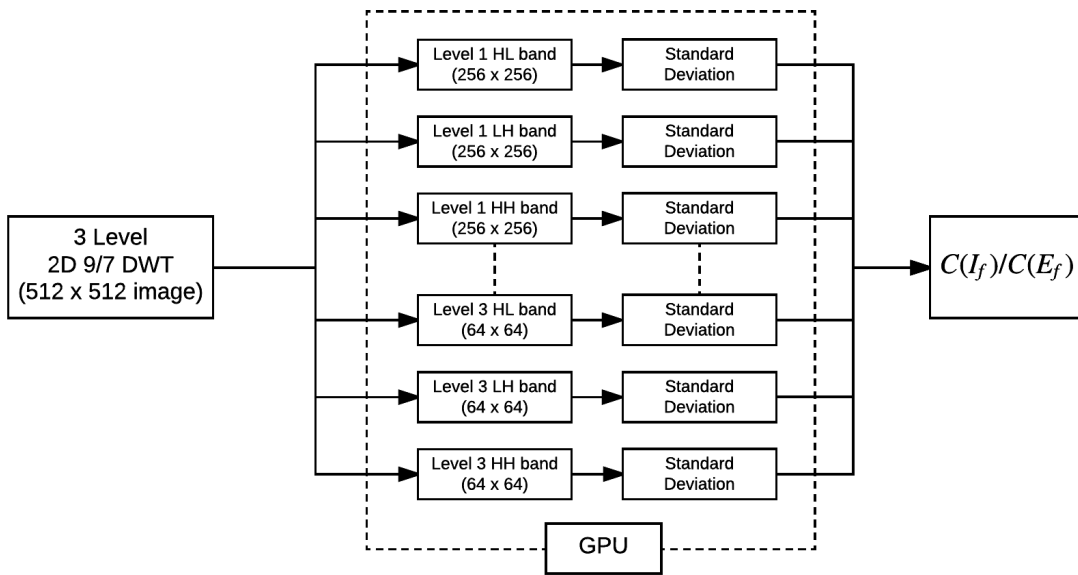 3 Level
2D 9/7 DWT
(512 x 512 image)
Level 1 HL band
(256 x 256)
Standard
Deviation
Level 1 LH band
(256 x 256)
Standard
Deviation
Level 1 HH band
(256 x 256)
Standard
Deviation
Level 3 HL band
(64 x 64)
Standard
Deviation
Level 3 LH band
(64 x 64)
Standard
Deviation
Level 3 HH band
(64 x 64)
Standard
Deviation
C(I_f)/C(E_f)
GPU